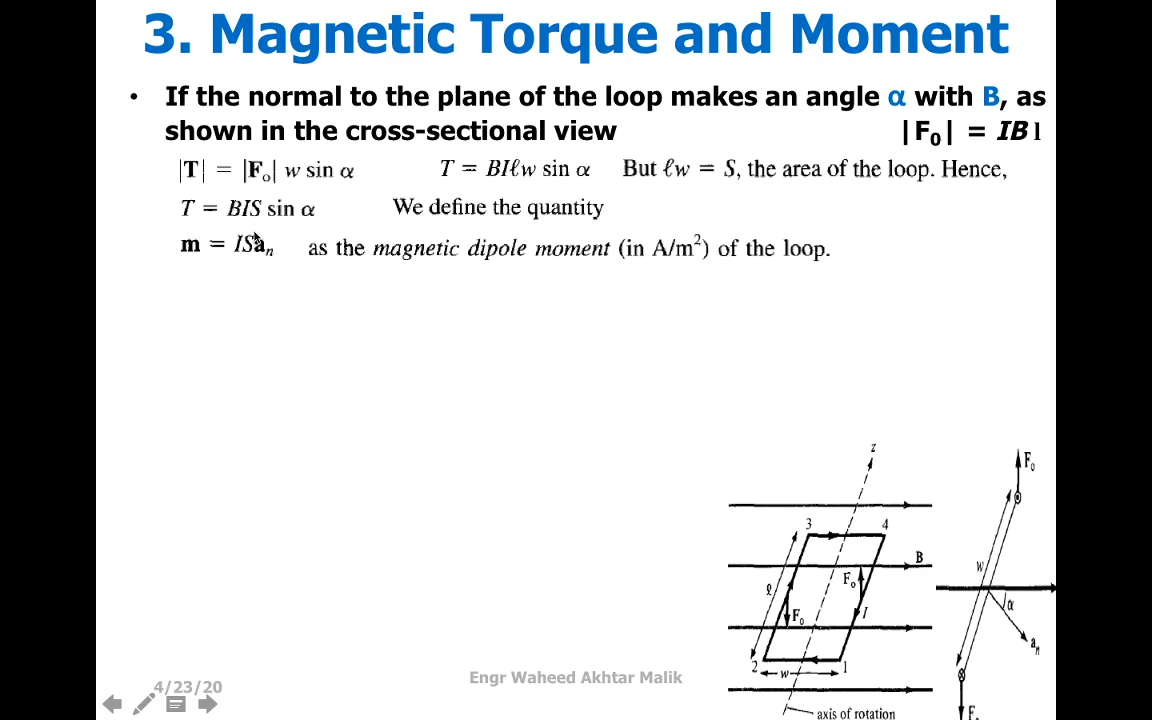 3. Magnetic Torque and Moment
• If the normal to the plane of the loop makes an angle α with B, as
shown in the cross-sectional view |F₀| = IB l
|T| = |Fₒ| w sin α T = BIℓw sin α But ℓw = S, the area of the loop. Hence,
T = BIS sin α We define the quantity
m = ISaₙ as the magnetic dipole moment (in A/m²) of the loop.
z
Fₒ
3 4
B
w
Fₒ
ℓ
α
Fₒ I
aₙ
2 w 1
axis of rotation
F
4/23/20
Engr Waheed Akhtar Malik